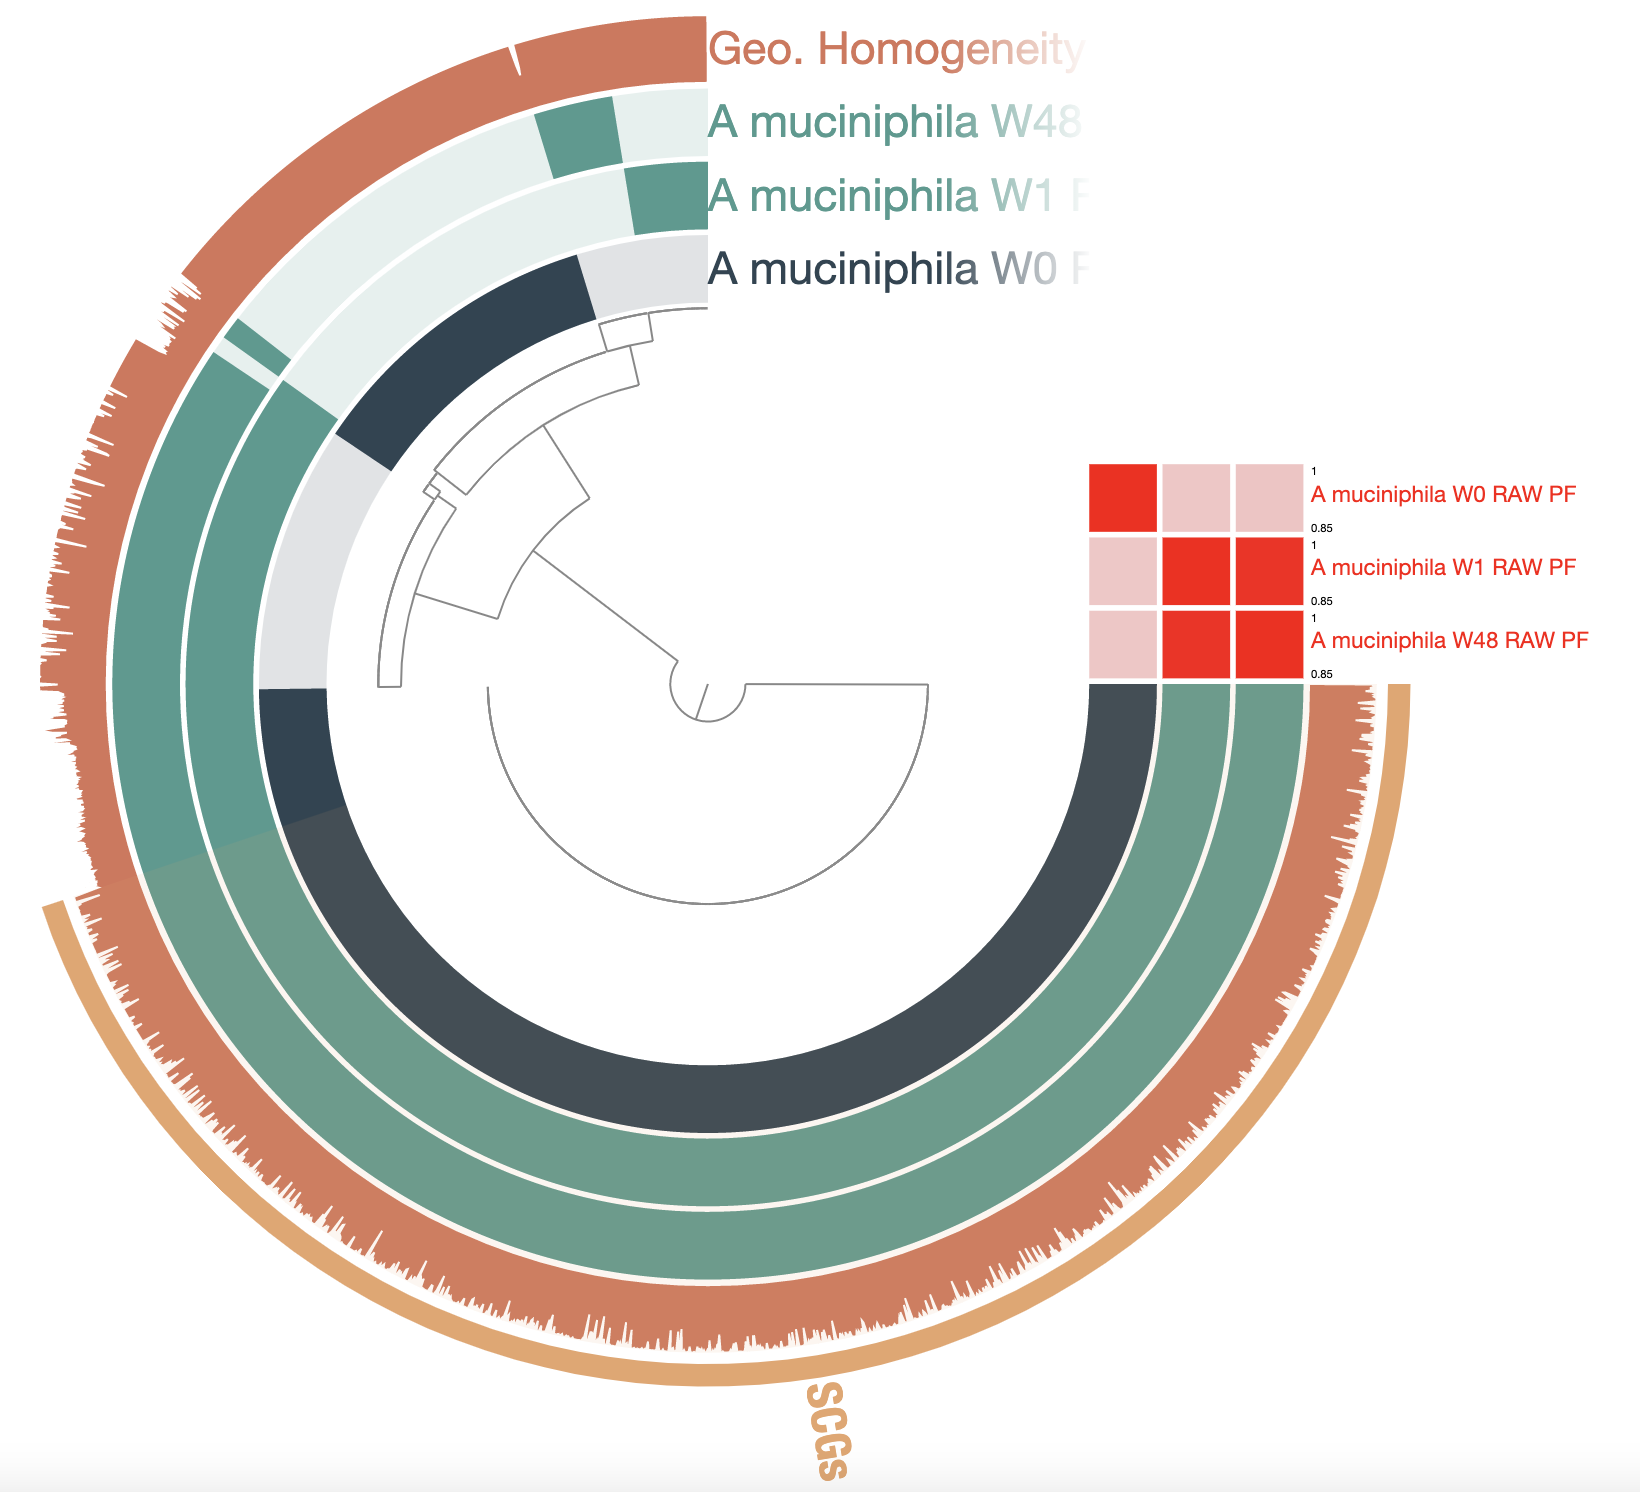 Geo. Homogeneity
A muciniphila W48
A muciniphila W1 P
A muciniphila W0 P
1
A muciniphila W0 RAW PF
0.85
1
A muciniphila W1 RAW PF
0.85
1
A muciniphila W48 RAW PF
0.85
SCGs